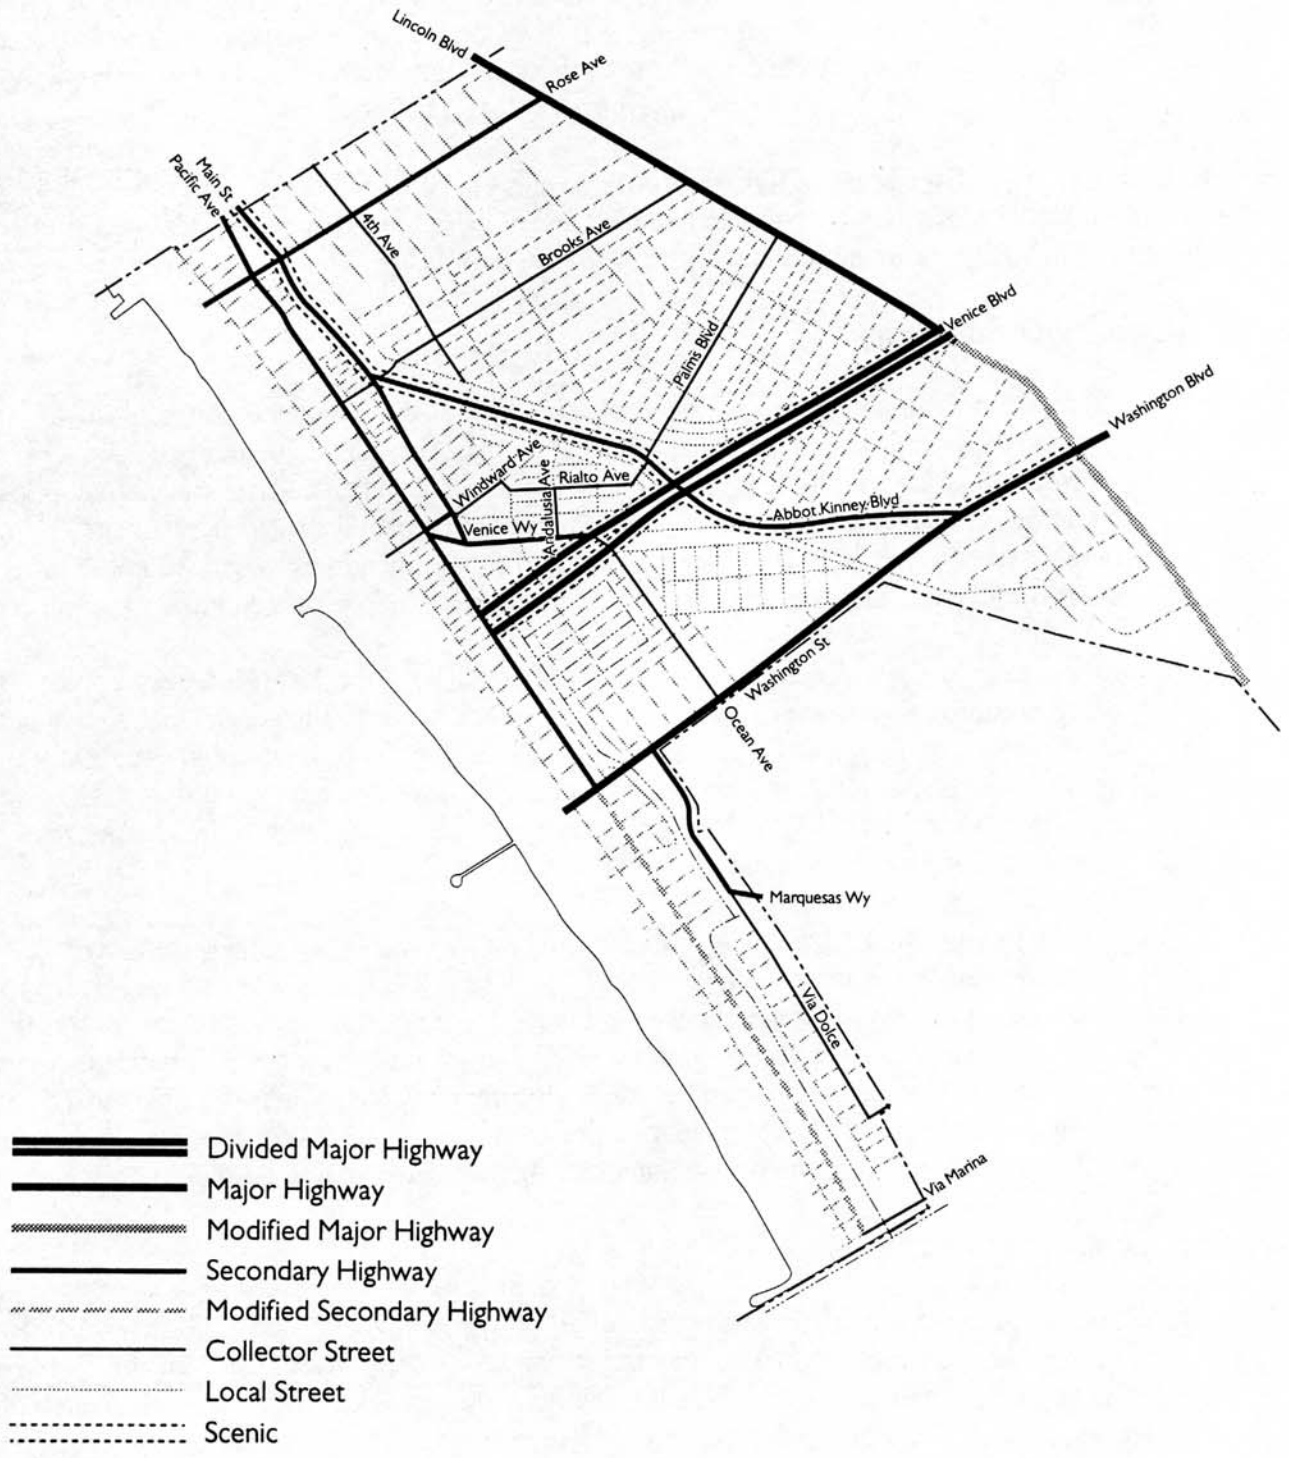 Lincoln Blvd
Rose Ave
Main St
Pacific Ave
4th Ave
Brooks Ave
Palms Blvd
Venice Blvd
Washington Blvd
Windward Ave
Andalusia Ave
Rialto Ave
Venice Wy
Abbot Kinney Blvd
Washington St
Ocean Ave
Marquesas Wy
Via Dolce
Via Marina
Divided Major Highway
Major Highway
Modified Major Highway
Secondary Highway
Modified Secondary Highway
Collector Street
Local Street
Scenic